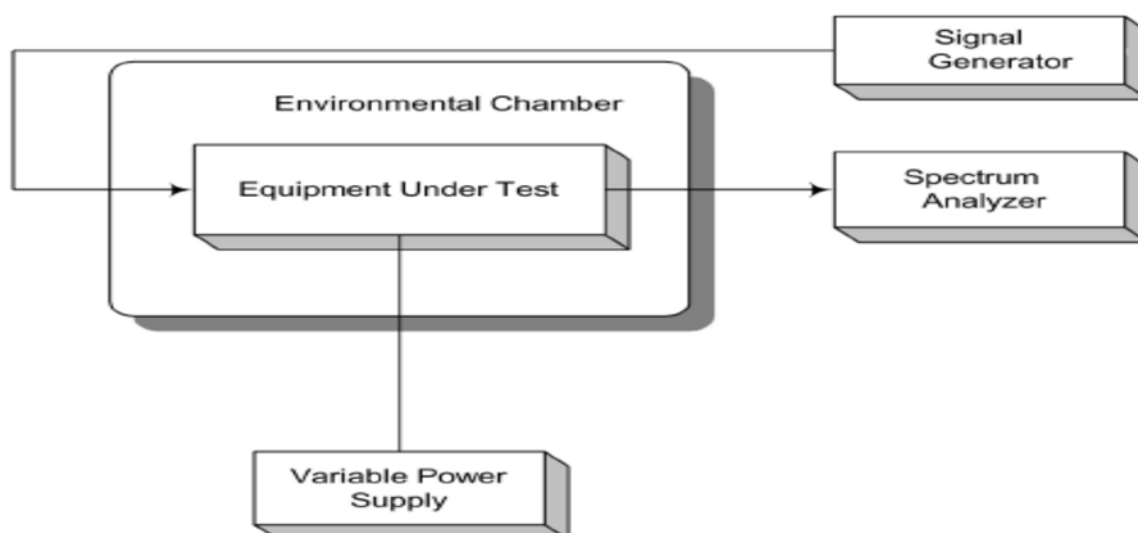 Signal
Generator
Environmental Chamber
Equipment Under Test
Spectrum
Analyzer
Variable Power
Supply